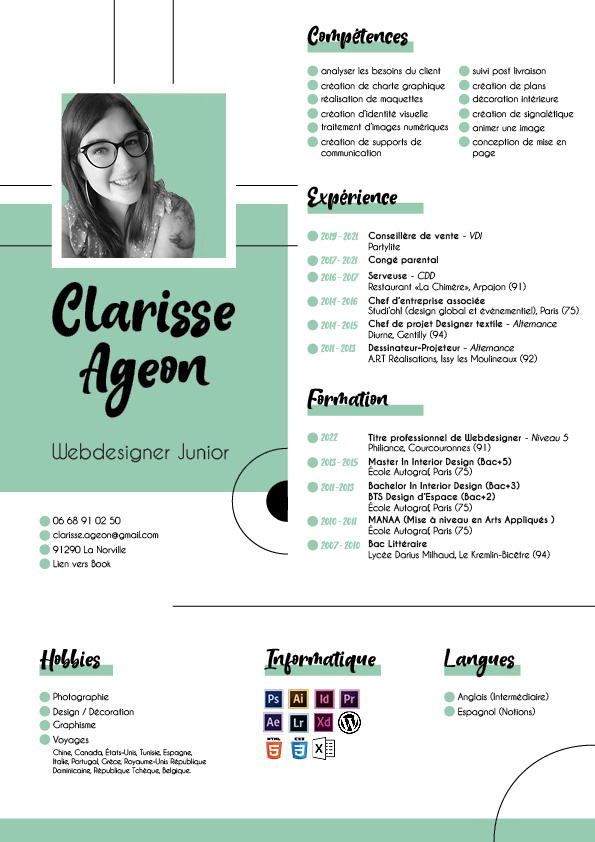 Compétences
analyser les besoins du client
création de charte graphique
réalisation de maquettes
création d'identité visuelle
traitement d'images numériques
création de supports de
communication
suivi post livraison
création de plans
décoration intérieure
création de signalétique
animer une image
conception de mise en
page
Clarisse
Ageon
Webdesigner Junior
06 68 91 02 50
clarisse.ageon@gmail.com
91290 La Norville
Lien vers Book
Expérience
2019 - 2021 Conseillère de vente - VDI
Partylite
2017 - 2021 Congé parental
2016 - 2017 Serveuse - CDD
Restaurant «La Chimère», Arpajon (91)
2014 - 2016 Chef d'entreprise associée
Studi'ohl (design global et évènementiel), Paris (75)
2014 - 2015 Chef de projet Designer textile - Alternance
Diurne, Gentilly (94)
2011 - 2013 Dessinateur-Projeteur - Alternance
A.R.T Réalisations, Issy les Moulineaux (92)
Formation
2022 Titre professionnel de Webdesigner - Niveau 5
Philiance, Courcouronnes (91)
2013 - 2015 Master In Interior Design (Bac+5)
École Autograf, Paris (75)
2011 -2013 Bachelor In Interior Design (Bac+3)
BTS Design d'Espace (Bac+2)
École Autograf, Paris (75)
2010 - 2011 MANAA (Mise à niveau en Arts Appliqués )
École Autograf, Paris (75)
2007 - 2010 Bac Littéraire
Lycée Darius Milhaud, Le Kremlin-Bicêtre (94)
Hobbies
Photographie
Design / Décoration
Graphisme
Voyages
Chine, Canada, États-Unis, Tunisie, Espagne,
Italie, Portugal, Grèce, Royaume-Unis République
Dominicaine, République Tchèque, Belgique.
Informatique
Ps Ai Id Pr
Ae Lr Xd W
HTML 5 CSS 3 X
Langues
Anglais (Intermédiaire)
Espagnol (Notions)